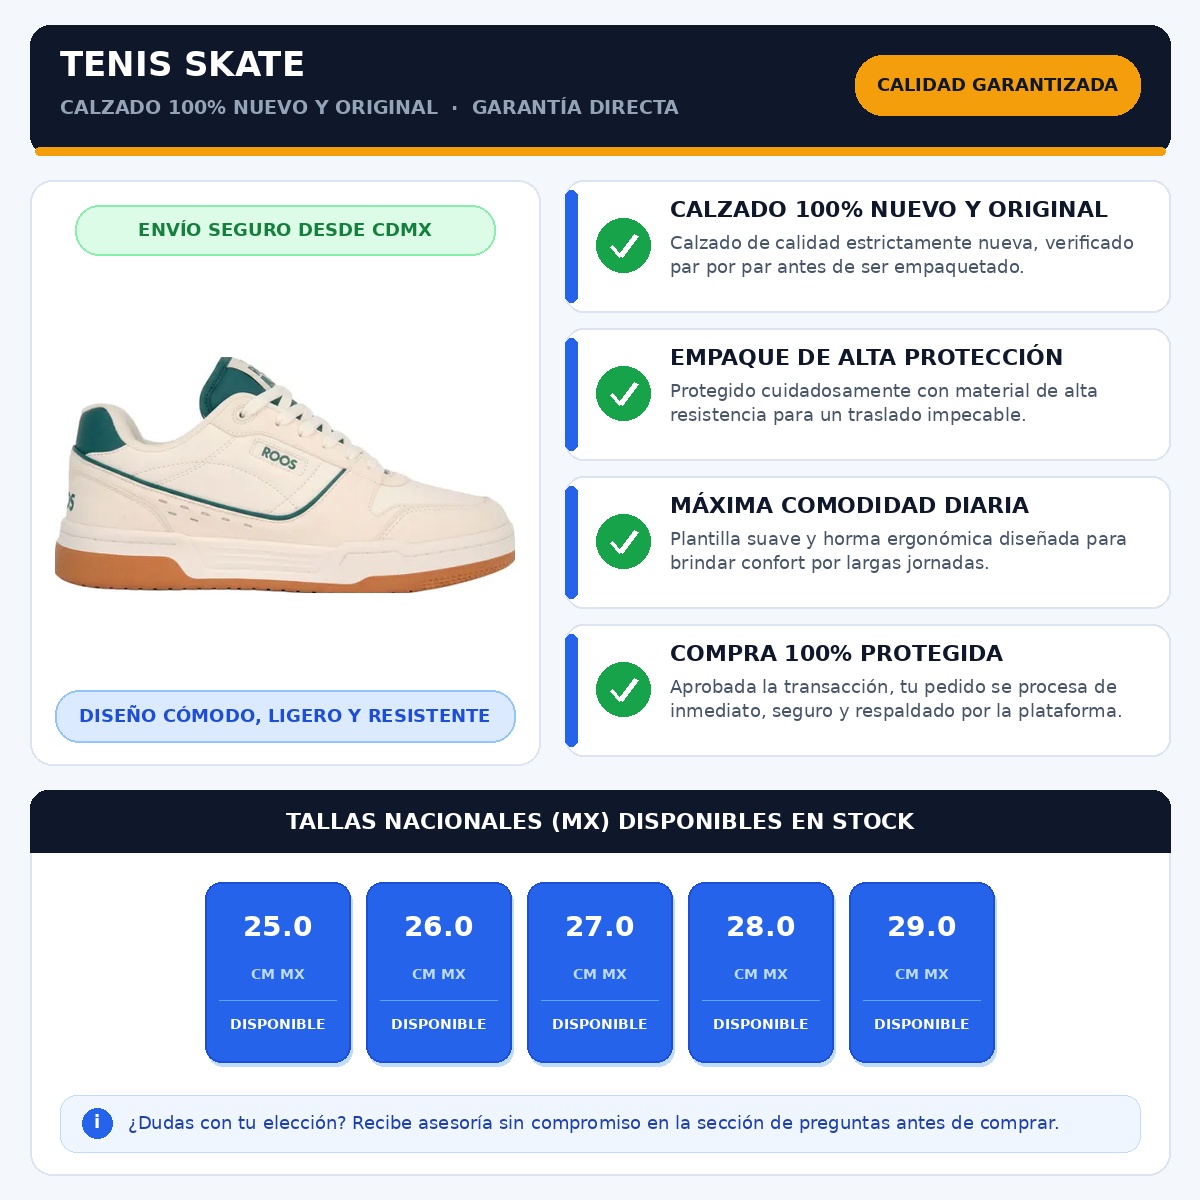 TENIS SKATE
CALZADO 100% NUEVO Y ORIGINAL · GARANTÍA DIRECTA
CALIDAD GARANTIZADA
ENVÍO SEGURO DESDE CDMX
ROOS
DISEÑO CÓMODO, LIGERO Y RESISTENTE
CALZADO 100% NUEVO Y ORIGINAL
Calzado de calidad estrictamente nueva, verificado
par por par antes de ser empaquetado.
EMPAQUE DE ALTA PROTECCIÓN
Protegido cuidadosamente con material de alta
resistencia para un traslado impecable.
MÁXIMA COMODIDAD DIARIA
Plantilla suave y horma ergonómica diseñada para
brindar confort por largas jornadas.
COMPRA 100% PROTEGIDA
Aprobada la transacción, tu pedido se procesa de
inmediato, seguro y respaldado por la plataforma.
TALLAS NACIONALES (MX) DISPONIBLES EN STOCK
25.0
CM MX
DISPONIBLE
26.0
CM MX
DISPONIBLE
27.0
CM MX
DISPONIBLE
28.0
CM MX
DISPONIBLE
29.0
CM MX
DISPONIBLE
i ¿Dudas con tu elección? Recibe asesoría sin compromiso en la sección de preguntas antes de comprar.